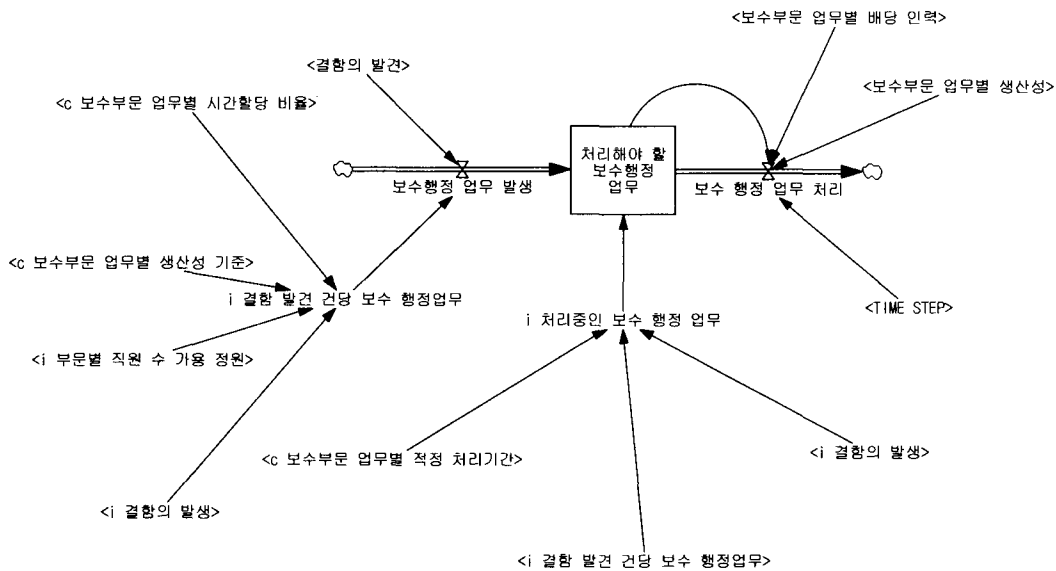 <보수부문 업무별 배당 인력>
<결함의 발견>
<보수부문 업무별 생산성>
<c 보수부문 업무별 시간할당 비율>
처리해야 할
보수행정
업무
보수행정 업무 발생
보수 행정 업무 처리
<c 보수부문 업무별 생산성 기준>
i 결함 발견 건당 보수 행정업무
<TIME STEP>
i 처리중인 보수 행정 업무
<i 부문별 직원 수 가용 정원>
<i 결함의 발생>
<c 보수부문 업무별 적정 처리기간>
<i 결함의 발생>
<i 결함 발견 건당 보수 행정업무>